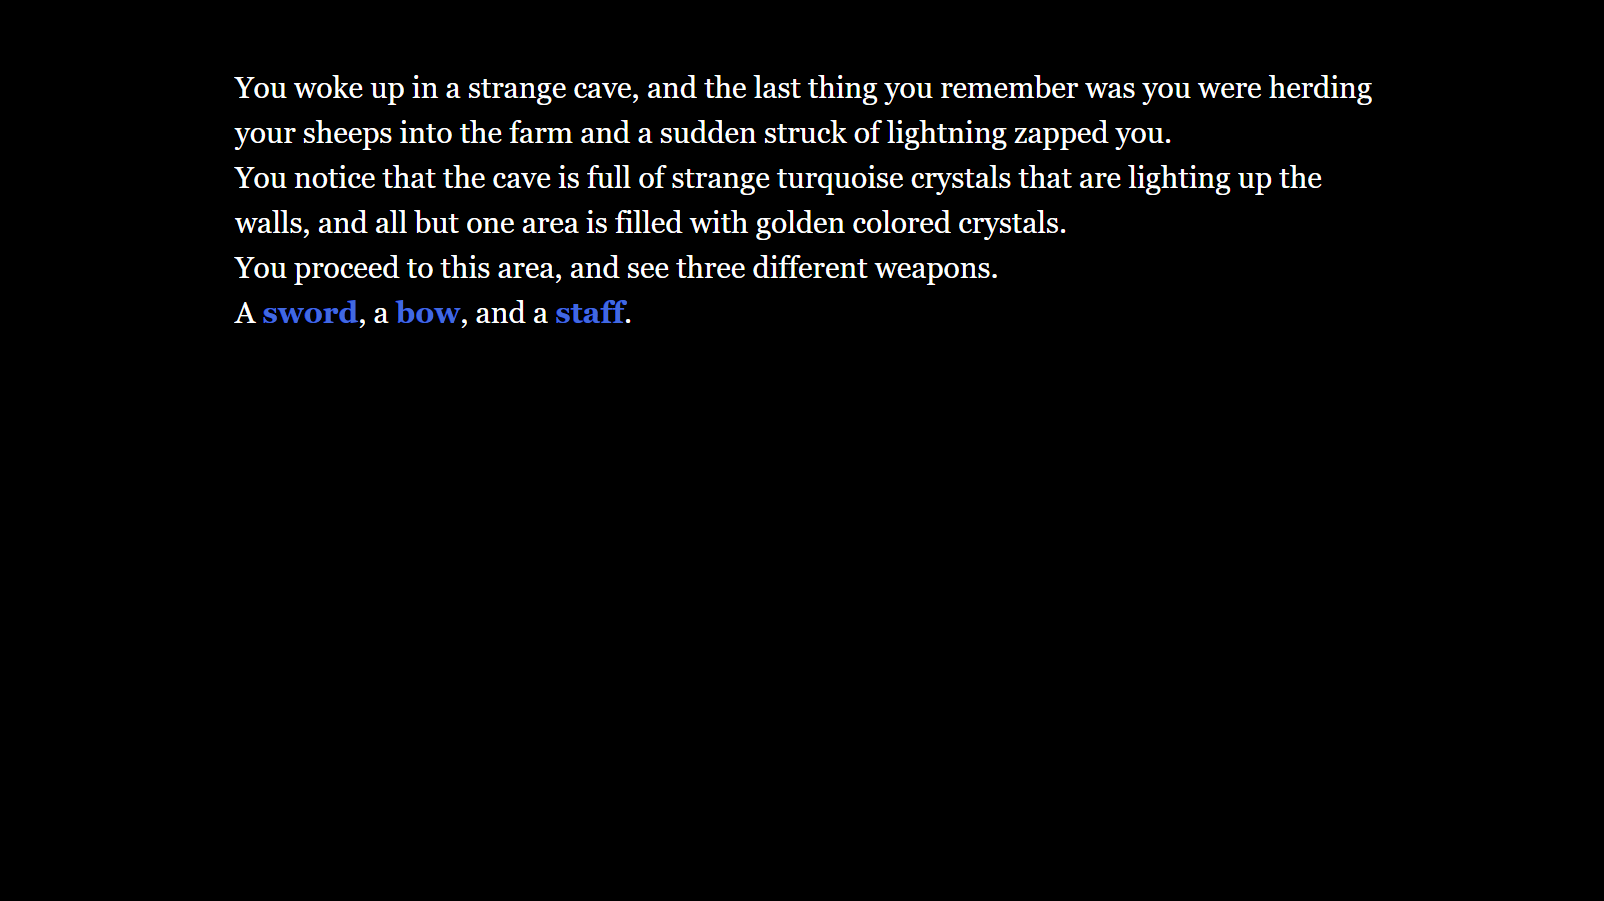 You woke up in a strange cave, and the last thing you remember was you were herding
your sheeps into the farm and a sudden struck of lightning zapped you.
You notice that the cave is full of strange turquoise crystals that are lighting up the
walls, and all but one area is filled with golden colored crystals.
You proceed to this area, and see three different weapons.
A sword, a bow, and a staff.